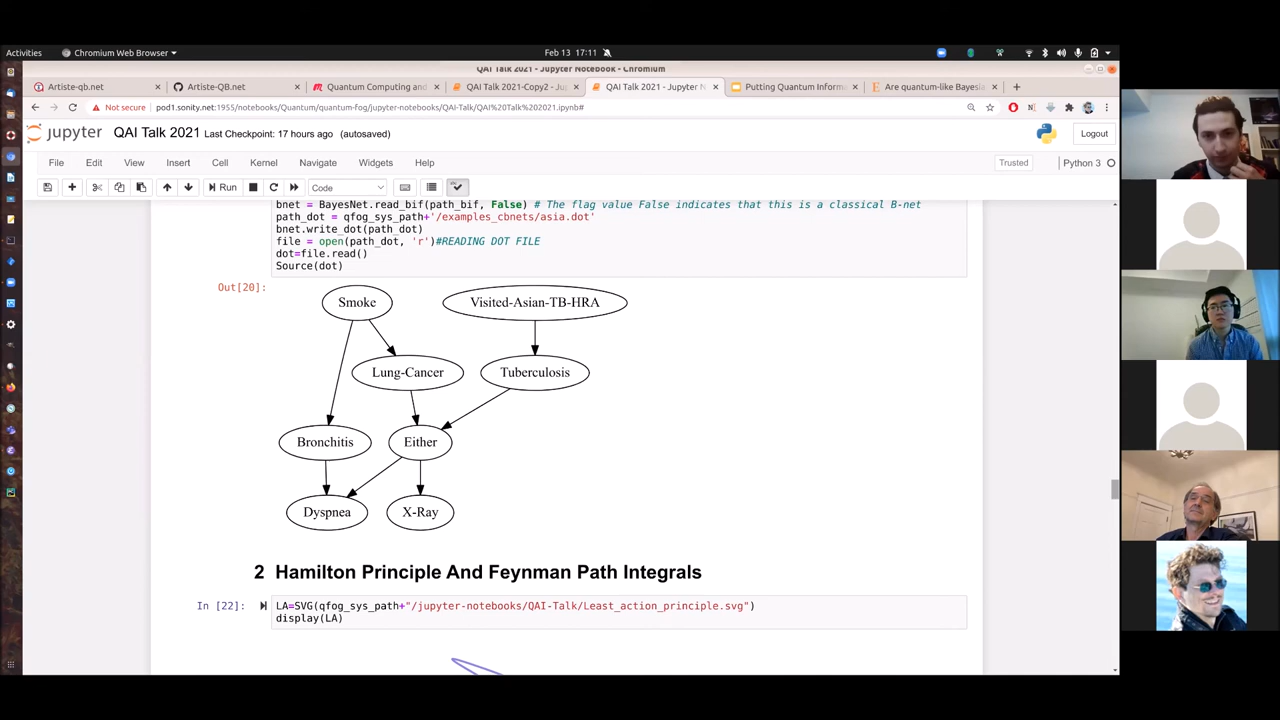 Activities
Chromium Web Browser
Feb 13 17:11
QAI Talk 2021 - Jupyter Notebook - Chromium
Artiste-qb.net
Artiste-QB.net
Quantum Computing and
QAI Talk 2021-Copy2 - Jup
QAI Talk 2021 - Jupyter N
Putting Quantum Inform
Are quantum-like Bayesia
Not secure
pod1.sonity.net:1955/notebooks/Quantum/quantum-fog/jupyter-notebooks/QAI-Talk/QAI%20Talk%202021.ipynb#
jupyter
QAI Talk 2021 Last Checkpoint: 17 hours ago (autosaved)
Logout
File Edit View Insert Cell Kernel Navigate Widgets Help
Trusted
Python 3
Run
Code
bnet = BayesNet.read_bif(path_bif, False) # The flag value False indicates that this is a classical B-net
path_dot = qfog_sys_path+'/examples_cbnets/asia.dot'
bnet.write_dot(path_dot)
file = open(path_dot, 'r')#READING DOT FILE
dot=file.read()
Source(dot)
Out[20]:
Smoke
Visited-Asian-TB-HRA
Lung-Cancer
Tuberculosis
Bronchitis
Either
Dyspnea
X-Ray
2 Hamilton Principle And Feynman Path Integrals
In [22]:
LA=SVG(qfog_sys_path+"/jupyter-notebooks/QAI-Talk/Least_action_principle.svg")
display(LA)